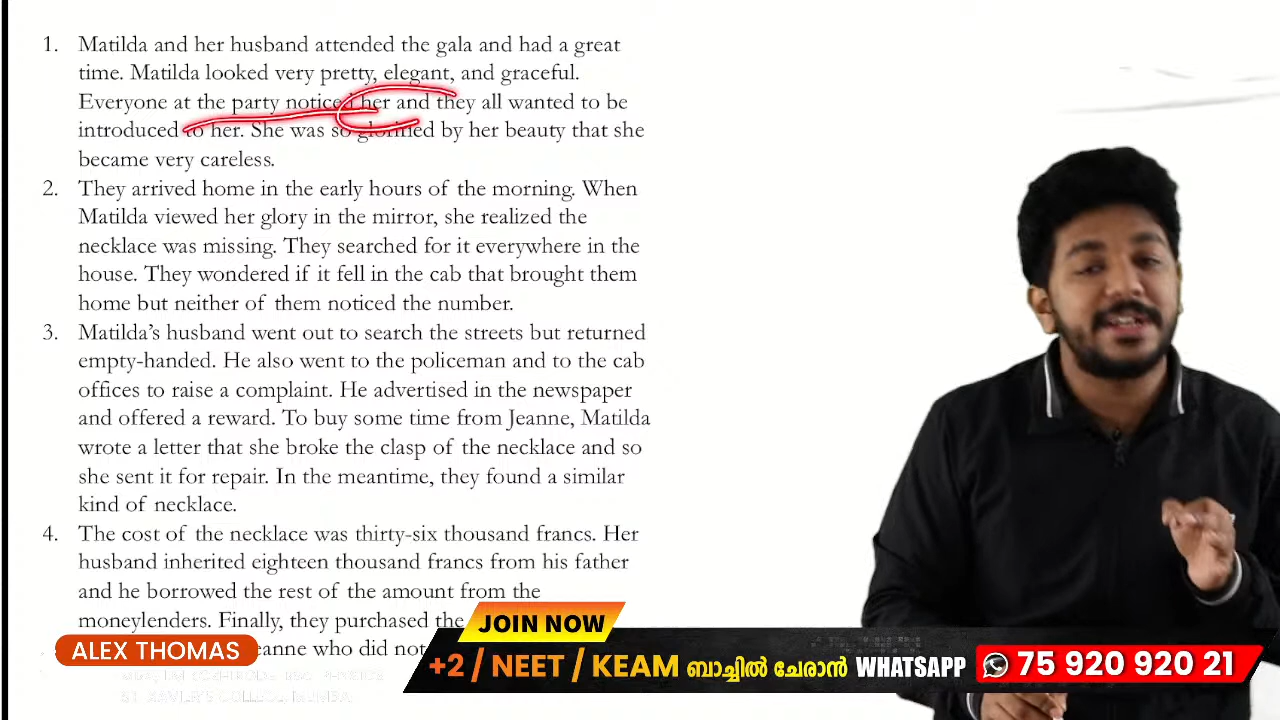 1. Matilda and her husband attended the gala and had a great
time. Matilda looked very pretty, elegant, and graceful.
Everyone at the party noticed her and they all wanted to be
introduced to her. She was so glorified by her beauty that she
became very careless.
2. They arrived home in the early hours of the morning. When
Matilda viewed her glory in the mirror, she realized the
necklace was missing. They searched for it everywhere in the
house. They wondered if it fell in the cab that brought them
home but neither of them noticed the number.
3. Matilda's husband went out to search the streets but returned
empty-handed. He also went to the policeman and to the cab
offices to raise a complaint. He advertised in the newspaper
and offered a reward. To buy some time from Jeanne, Matilda
wrote a letter that she broke the clasp of the necklace and so
she sent it for repair. In the meantime, they found a similar
kind of necklace.
4. The cost of the necklace was thirty-six thousand francs. Her
husband inherited eighteen thousand francs from his father
and he borrowed the rest of the amount from the
moneylenders. Finally, they purchased the
eanne who did not
ALEX THOMAS
JOIN NOW
+2 / NEET / KEAM ബാച്ചിൽ ചേരാൻ WHATSAPP 75 920 920 21